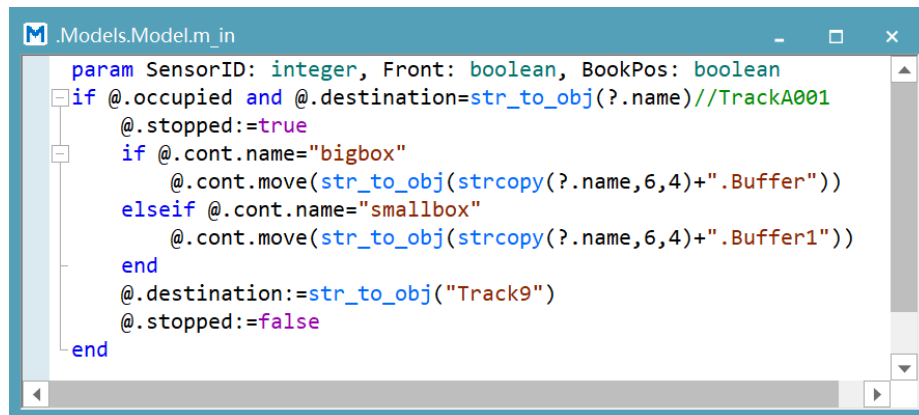 .Models.Model.m_in
param SensorID: integer, Front: boolean, BookPos: boolean
if @.occupied and @.destination=str_to_obj(?.name)//TrackA001
@.stopped:=true
if @.cont.name="bigbox"
@.cont.move(str_to_obj(strcopy(?.name,6,4)+".Buffer"))
elseif @.cont.name="smallbox"
@.cont.move(str_to_obj(strcopy(?.name,6,4)+".Buffer1"))
end
@.destination:=str_to_obj("Track9")
@.stopped:=false
end